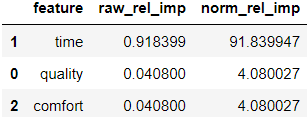 feature raw_rel_imp norm_rel_imp
1 time 0.918399 91.839947
0 quality 0.040800 4.080027
2 comfort 0.040800 4.080027